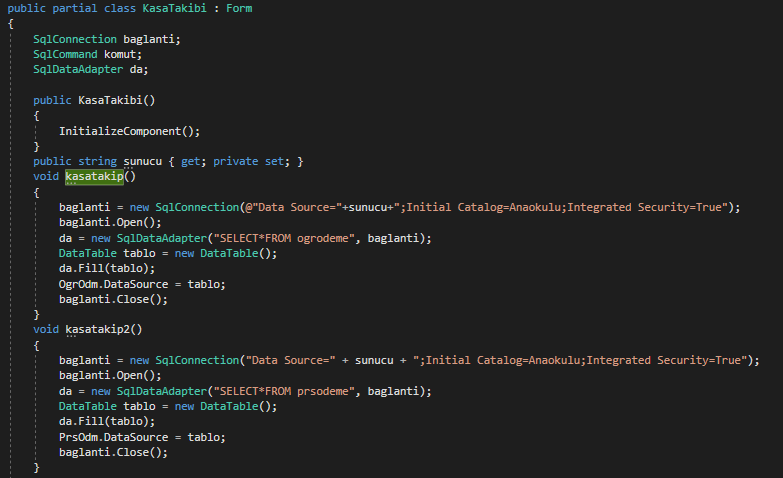 public partial class KasaTakibi : Form
{
SqlConnection baglanti;
SqlCommand komut;
SqlDataAdapter da;
public KasaTakibi()
{
InitializeComponent();
}
public string sunucu { get; private set; }
void kasatakip()
{
baglanti = new SqlConnection(@"Data Source="+sunucu+";Initial Catalog=Anaokulu;Integrated Security=True");
baglanti.Open();
da = new SqlDataAdapter("SELECT*FROM ogrodeme", baglanti);
DataTable tablo = new DataTable();
da.Fill(tablo);
OgrOdm.DataSource = tablo;
baglanti.Close();
}
void kasatakip2()
{
baglanti = new SqlConnection("Data Source=" + sunucu + ";Initial Catalog=Anaokulu;Integrated Security=True");
baglanti.Open();
da = new SqlDataAdapter("SELECT*FROM prsodeme", baglanti);
DataTable tablo = new DataTable();
da.Fill(tablo);
PrsOdm.DataSource = tablo;
baglanti.Close();
}